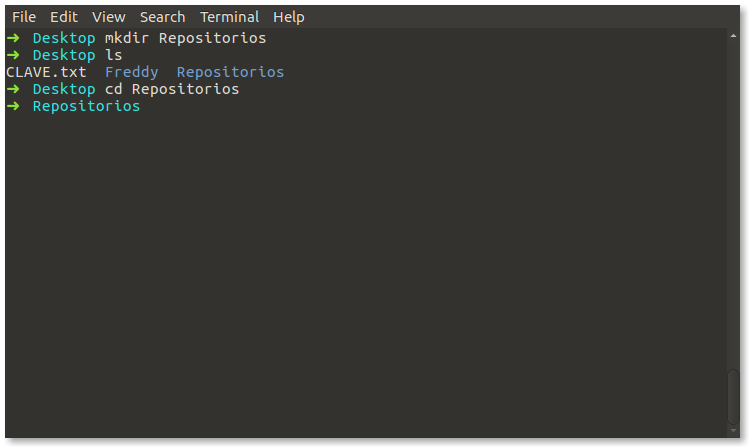 File Edit View Search Terminal Help
➜ Desktop mkdir Repositorios
➜ Desktop ls
CLAVE.txt Freddy Repositorios
➜ Desktop cd Repositorios
➜ Repositorios